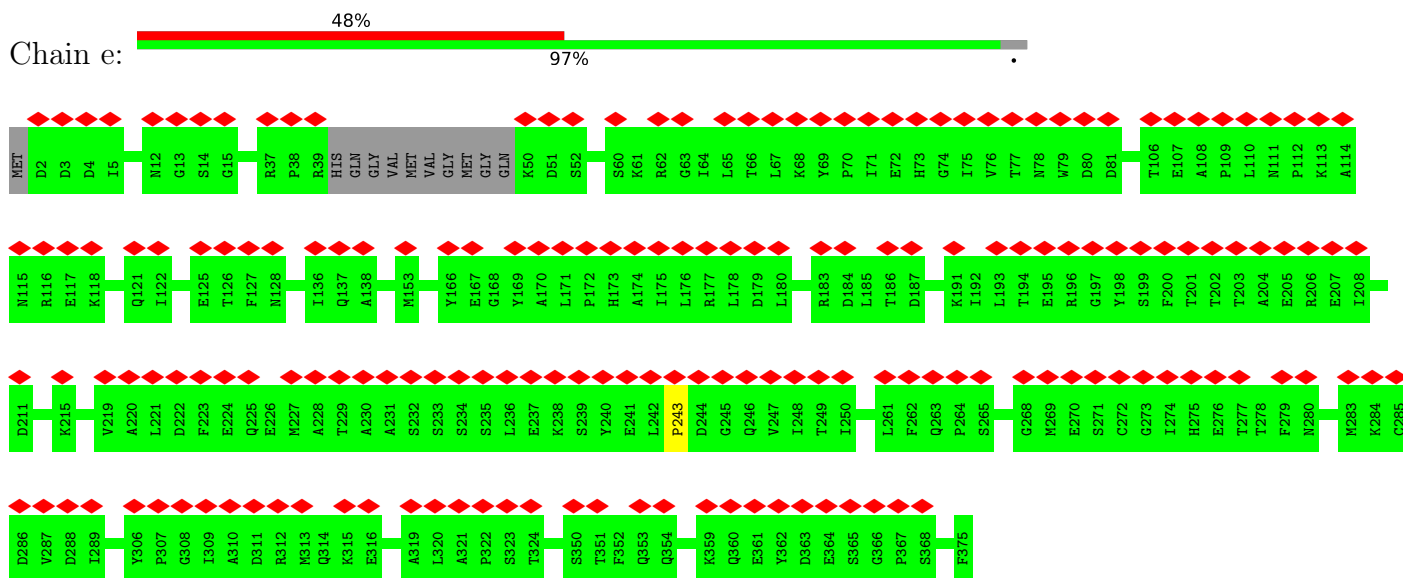 48%
Chain e:
97%
.
MET D2 D3 D4 I5 N12 G13 S14 G15 R37 P38 R39 HIS GLN GLY VAL MET VAL GLY MET GLY GLN K50 D51 S52 S60 K61 R62 G63 I64 L65 T66 L67 K68 Y69 P70 I71 E72 H73 G74 I75 V76 T77 N78 W79 D80 D81 T106 E107 A108 P109 L110 N111 P112 K113 A114
N115 R116 E117 K118 Q121 I122 E125 T126 F127 N128 I136 Q137 A138 M153 Y166 E167 G168 Y169 A170 L171 P172 H173 A174 I175 L176 R177 L178 D179 L180 R183 D184 L185 T186 D187 K191 I192 L193 T194 E195 R196 G197 Y198 S199 F200 T201 T202 T203 A204 E205 R206 E207 I208
D211 K215 V219 A220 L221 D222 F223 E224 Q225 E226 M227 A228 T229 A230 A231 S232 S233 S234 S235 L236 E237 K238 S239 Y240 E241 L242 P243 D244 G245 Q246 V247 I248 T249 I250 L261 F262 Q263 P264 S265 G268 M269 E270 S271 C272 G273 I274 H275 E276 T277 T278 F279 N280 M283 K284 C285
D286 V287 D288 I289 Y306 P307 G308 I309 A310 D311 R312 M313 Q314 K315 E316 A319 L320 A321 P322 S323 T324 S350 T351 F352 Q353 Q354 K359 Q360 E361 Y362 D363 E364 S365 G366 P367 S368 F375